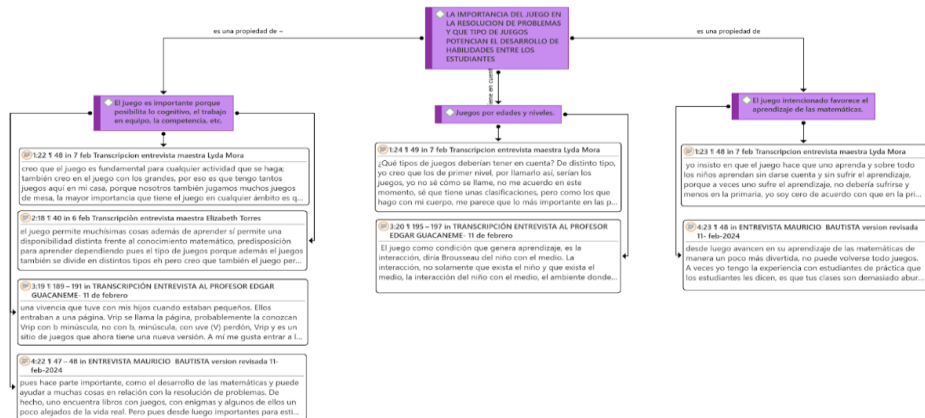 LA IMPORTANCIA DEL JUEGO EN
LA RESOLUCION DE PROBLEMAS
Y QUE TIPO DE JUEGOS
POTENCIAN EL DESARROLLO DE
HABILIDADES ENTRE LOS
ESTUDIANTES
es una propiedad de ~
tiene en cuenta
es una propiedad de
El juego es importante porque
posibilita lo cognitivo, el trabajo
en equipo, la competencia, etc.
1:22 ¶ 48 in 7 feb Transcripcion entrevista maestra Lyda Mora
creo que el juego es fundamental para cualquier actividad que se haga;
también creo en el juego con los grandes, por eso es que tengo tantos
juegos aquí en mi casa, porque nosotros también jugamos muchos juegos
de mesa, la mayor importancia que tiene el juego en cualquier ámbito es q...
2:18 ¶ 40 in 6 feb Transcripción entrevista maestra Elizabeth Torres
el juego permite muchísimas cosas además de aprender sí permite una
disponibilidad distinta frente al conocimiento matemático, predisposición
para aprender dependiendo pues el tipo de juegos porque además el juegos
también se divide en distintos tipos eh pero creo que también el juego per...
3:19 ¶ 189 – 191 in TRANSCRIPCIÓN ENTREVISTA AL PROFESOR EDGAR
GUACANEME- 11 de febrero
una vivencia que tuve con mis hijos cuando estaban pequeños. Ellos
entraban a una página. Vrip se llama la página, probablemente la conozcan
Vrip con b minúscula, no con b, minúscula, con uve (V) perdón, Vrip y es un
sitio de juegos que ahora tiene una nueva versión. A mí me gusta entrar a l...
4:22 ¶ 47 – 48 in ENTREVISTA MAURICIO BAUTISTA version revisada 11-
feb-2024
pues hace parte importante, como el desarrollo de las matemáticas y puede
ayudar a muchas cosas en relación con la resolución de problemas. De
hecho, uno encuentra libros con juegos, con enigmas y algunos de ellos un
poco alejados de la vida real. Pero pues desde luego importantes para esti...
Juegos por edades y niveles.
1:24 ¶ 49 in 7 feb Transcripcion entrevista maestra Lyda Mora
¿Qué tipos de juegos deberían tener en cuenta? De distinto tipo,
yo creo que los de primer nivel, por llamarlo así, serían los
juegos, yo no sé cómo se llame, no me acuerdo en este
momento, sé que tiene unas clasificaciones, pero como los que
hago con mi cuerpo, me parece que lo más importante en las p...
3:20 ¶ 195 – 197 in TRANSCRIPCIÓN ENTREVISTA AL PROFESOR
EDGAR GUACANEME- 11 de febrero
El juego como condición que genera aprendizaje, es la
interacción, diría Brousseau del niño con el medio. La
interacción, no solamente que exista el niño y que exista el
medio, la interacción del niño con el medio, el ambiente donde...
El juego intencionado favorece el
aprendizaje de las matemáticas.
1:23 ¶ 48 in 7 feb Transcripcion entrevista maestra Lyda Mora
yo insisto en que el juego hace que uno aprenda y sobre todo
los niños aprendan sin darse cuenta y sin sufrir el aprendizaje,
porque a veces uno sufre el aprendizaje, no debería sufrirse y
menos en la primaria, yo soy cero de acuerdo con que en la pri...
4:23 ¶ 48 in ENTREVISTA MAURICIO BAUTISTA version revisada
11- feb-2024
desde luego avancen en su aprendizaje de las matemáticas de
manera un poco más divertida, no puede volverse todo juegos.
A veces yo tengo la experiencia con estudiantes de práctica que
los estudiantes les dicen, es que tus clases son demasiado abur...